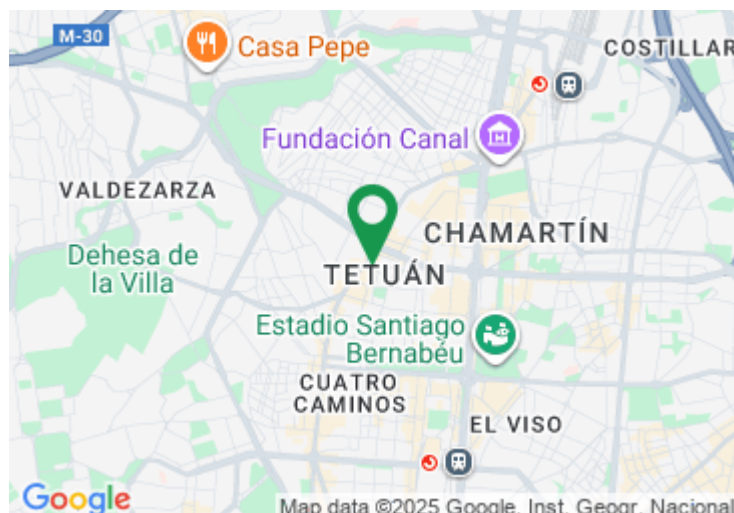 M-30
Casa Pepe
COSTILLAR
Fundación Canal
VALDEZARZA
CHAMARTÍN
Dehesa de
la Villa
TETUÁN
Estadio Santiago
Bernabéu
CUATRO
CAMINOS
EL VISO
Google
Map data ©2025 Google, Inst. Geogr. Nacional